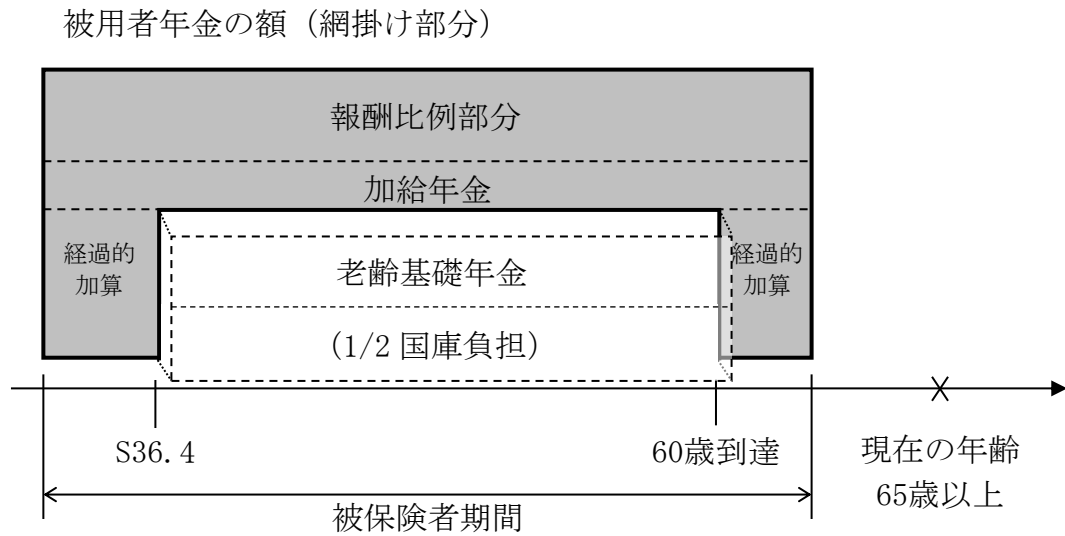 被用者年金の額（網掛け部分）
報酬比例部分
加給年金
経過的
加算
老齢基礎年金
(1/2 国庫負担)
経過的
加算
S36.4
60歳到達
現在の年齢
65歳以上
被保険者期間